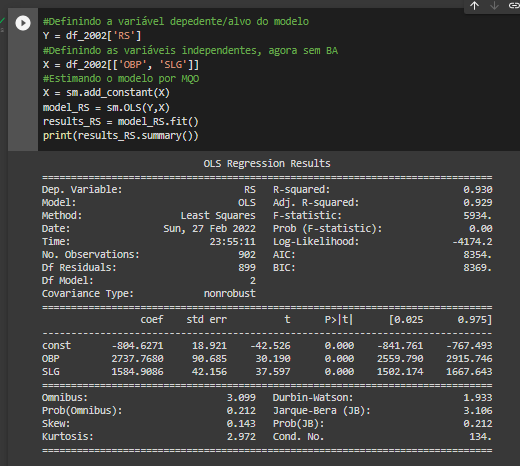 #Definindo a variável depedente/alvo do modelo
Y = df_2002['RS']
#Definindo as variáveis independentes, agora sem BA
X = df_2002[['OBP', 'SLG']]
#Estimando o modelo por MQO
X = sm.add_constant(X)
model_RS = sm.OLS(Y,X)
results_RS = model_RS.fit()
print(results_RS.summary())
OLS Regression Results
==============================================================================
Dep. Variable: RS R-squared: 0.930
Model: OLS Adj. R-squared: 0.929
Method: Least Squares F-statistic: 5934.
Date: Sun, 27 Feb 2022 Prob (F-statistic): 0.00
Time: 23:55:11 Log-Likelihood: -4174.2
No. Observations: 902 AIC: 8354.
Df Residuals: 899 BIC: 8369.
Df Model: 2
Covariance Type: nonrobust
==============================================================================
coef std err t P>|t| [0.025 0.975]
------------------------------------------------------------------------------
const -804.6271 18.921 -42.526 0.000 -841.761 -767.493
OBP 2737.7680 90.685 30.190 0.000 2559.790 2915.746
SLG 1584.9086 42.156 37.597 0.000 1502.174 1667.643
==============================================================================
Omnibus: 3.099 Durbin-Watson: 1.933
Prob(Omnibus): 0.212 Jarque-Bera (JB): 3.106
Skew: 0.143 Prob(JB): 0.212
Kurtosis: 2.972 Cond. No. 134.
==============================================================================